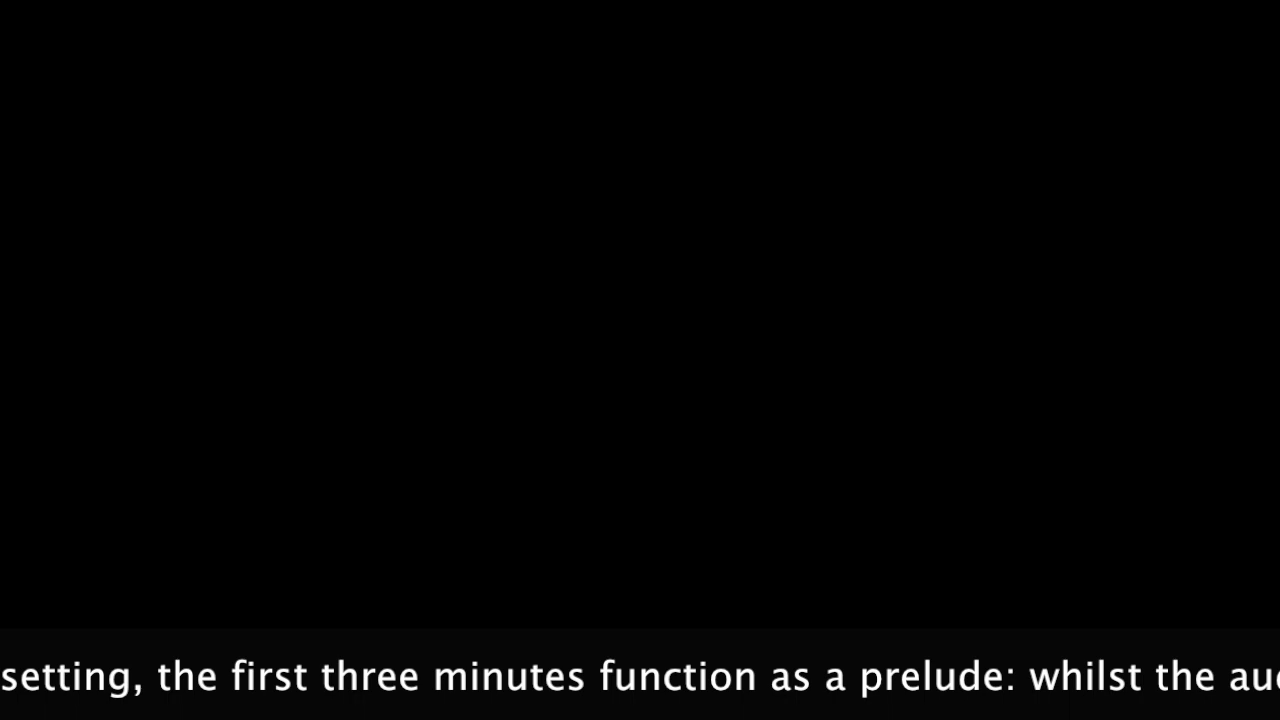 setting, the first three minutes function as a prelude: whilst the